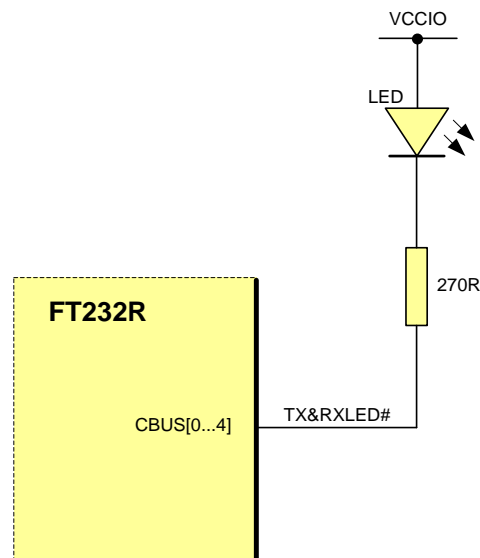 VCCIO
LED
270R
FT232R
TX&RXLED#
CBUS[0...4]